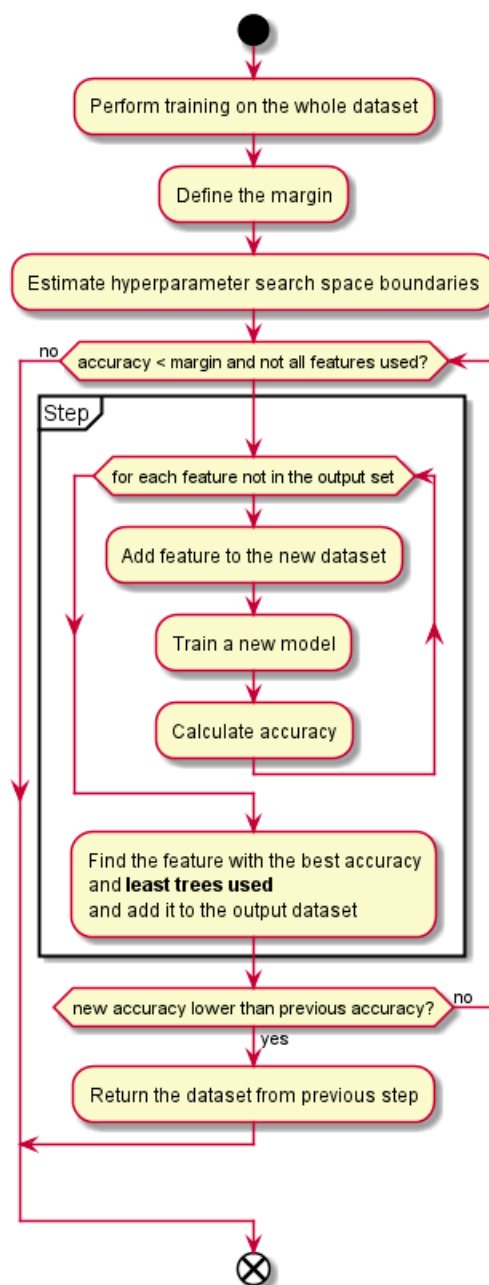 Perform training on the whole dataset
Define the margin
Estimate hyperparameter search space boundaries
no
accuracy < margin and not all features used?
Step
for each feature not in the output set
Add feature to the new dataset
Train a new model
Calculate accuracy
Find the feature with the best accuracy
and least trees used
and add it to the output dataset
new accuracy lower than previous accuracy?
no
yes
Return the dataset from previous step